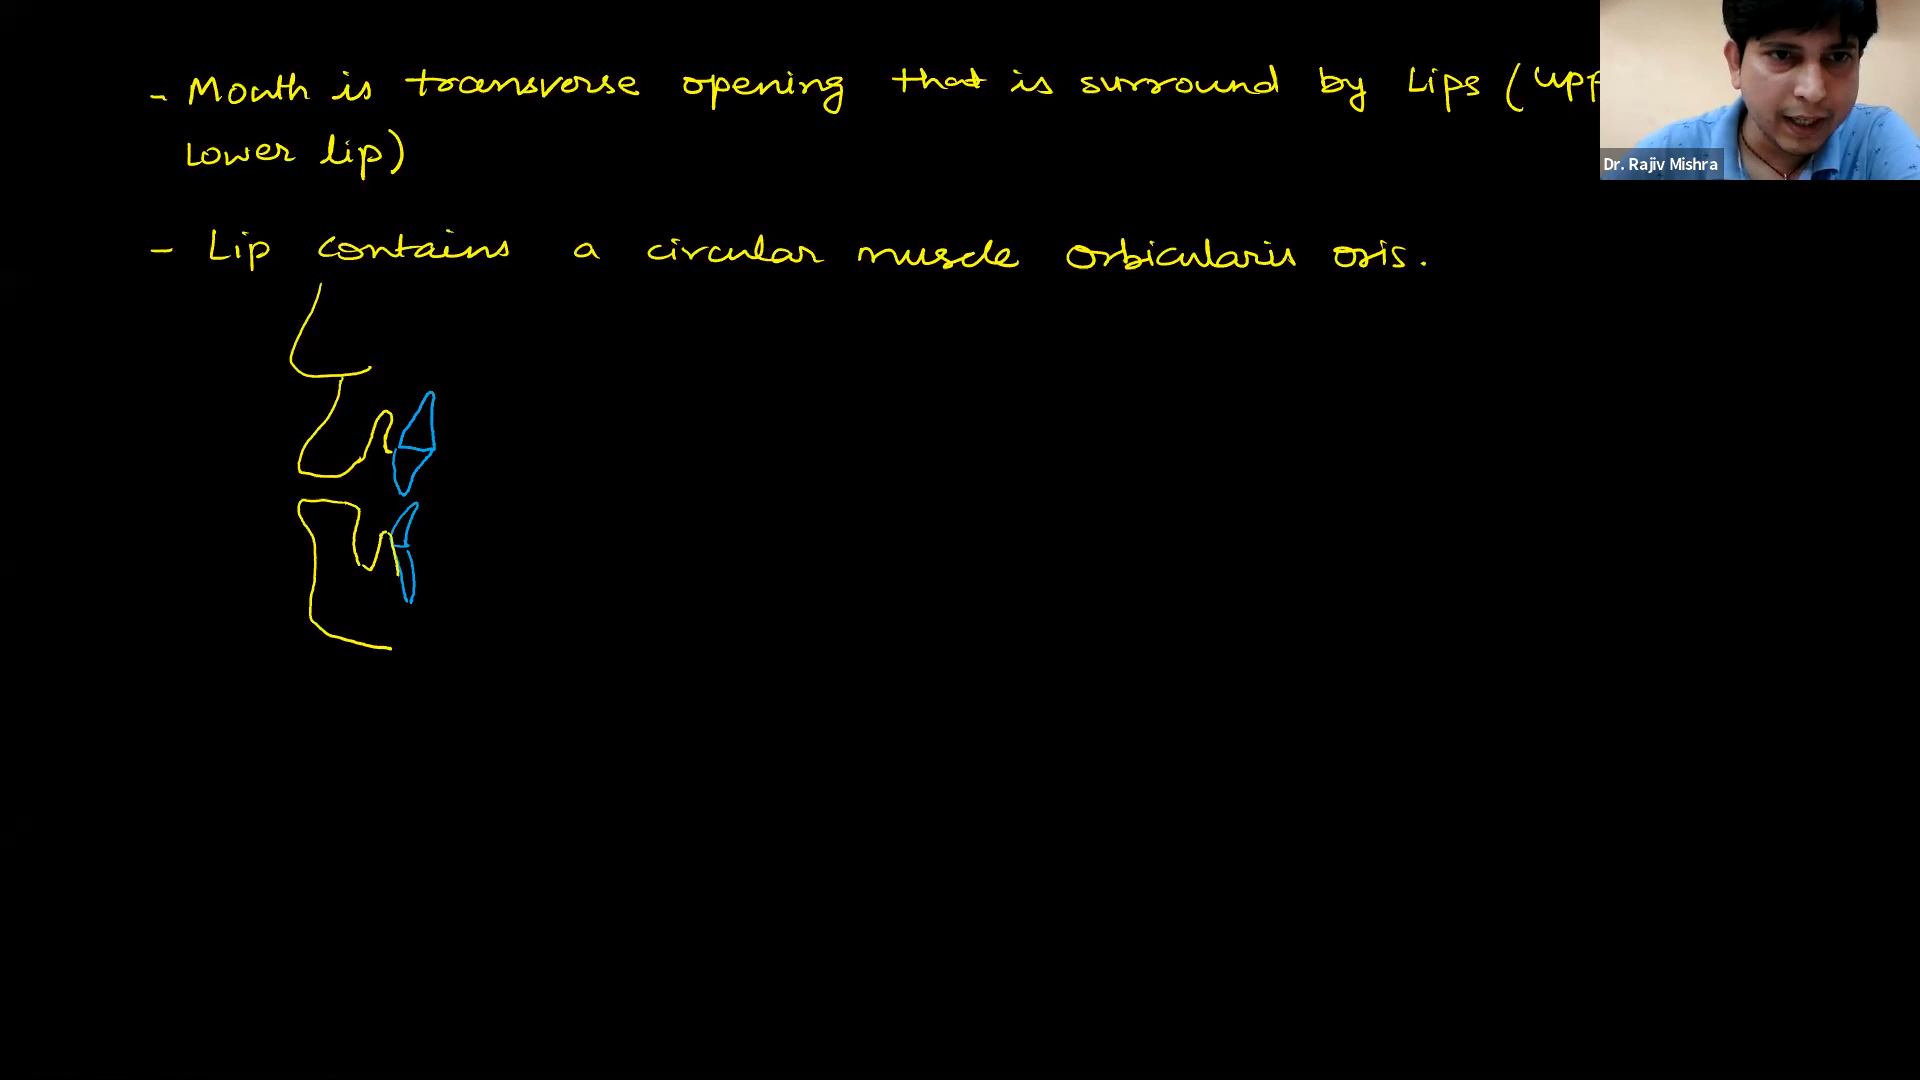 - Mouth is transverse opening that is surround by Lips (upp
Lower lip)
- Lip contains a circular muscle orbicularis oris.
Dr. Rajiv Mishra